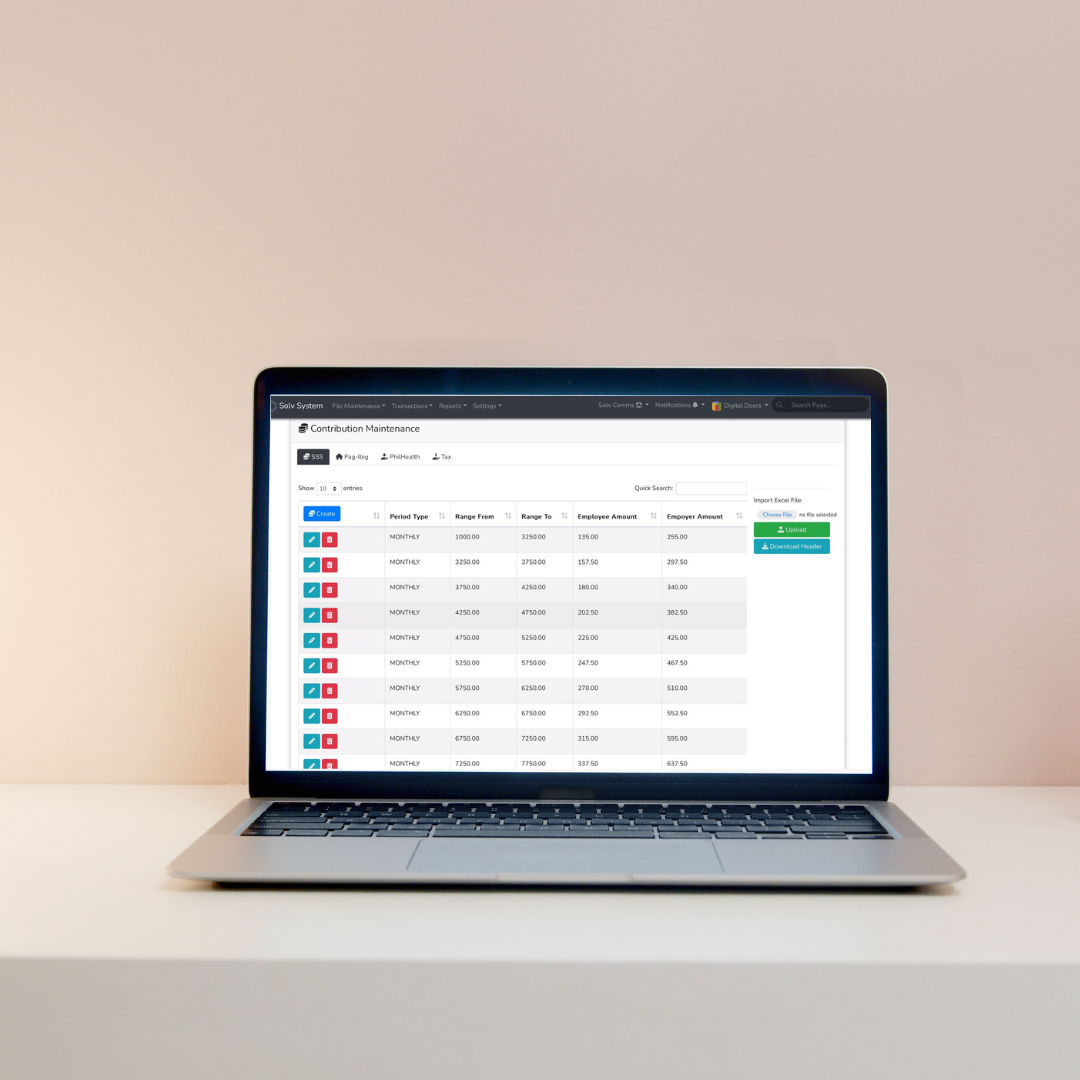 Solv System File Maintenance Transactions Reports Settings Solv Comms Notifications Digital Doers Search Page...
Contribution Maintenance
SSS Pag-Ibig PhilHealth Tax
Show 10 entries Quick Search:
Import Excel File:
Choose File no file selected
Upload
Download Header
Create Period Type Range From Range To Employee Amount Empoyer Amount
MONTHLY 1000.00 3250.00 135.00 255.00
MONTHLY 3250.00 3750.00 157.50 297.50
MONTHLY 3750.00 4250.00 180.00 340.00
MONTHLY 4250.00 4750.00 202.50 382.50
MONTHLY 4750.00 5250.00 225.00 425.00
MONTHLY 5250.00 5750.00 247.50 467.50
MONTHLY 5750.00 6250.00 270.00 510.00
MONTHLY 6250.00 6750.00 292.50 552.50
MONTHLY 6750.00 7250.00 315.00 595.00
MONTHLY 7250.00 7750.00 337.50 637.50